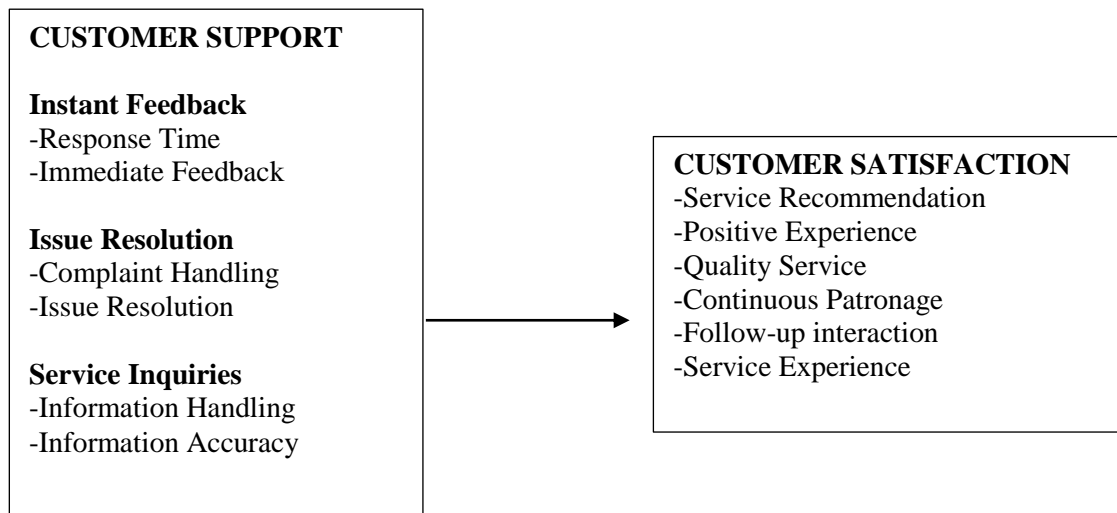 CUSTOMER SUPPORT
Instant Feedback
-Response Time
-Immediate Feedback
Issue Resolution
-Complaint Handling
-Issue Resolution
Service Inquiries
-Information Handling
-Information Accuracy
CUSTOMER SATISFACTION
-Service Recommendation
-Positive Experience
-Quality Service
-Continuous Patronage
-Follow-up interaction
-Service Experience